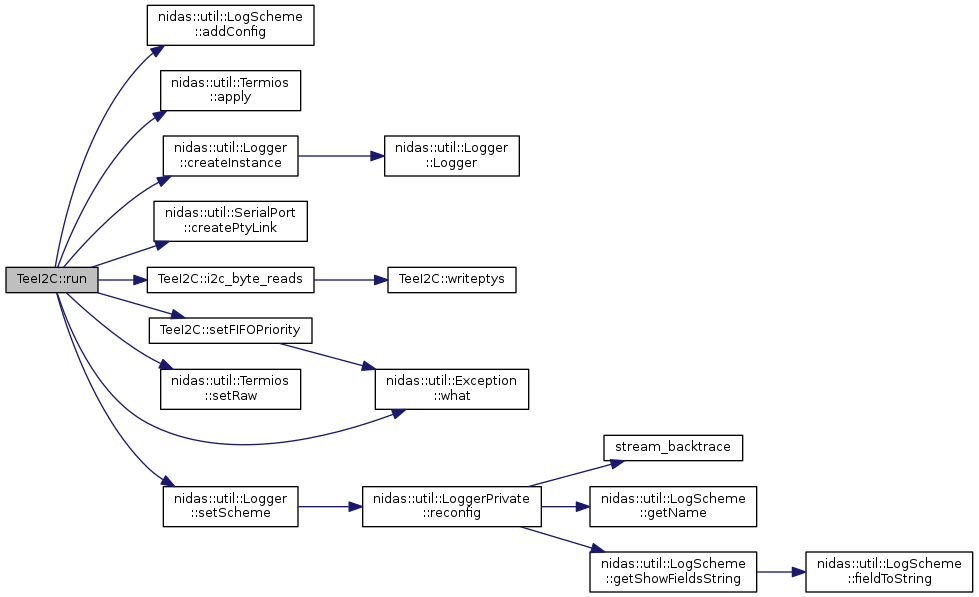 nidas::util::LogScheme
::addConfig
nidas::util::Termios
::apply
nidas::util::Logger
::createInstance
nidas::util::Logger
::Logger
nidas::util::SerialPort
::createPtyLink
TeeI2C::run
TeeI2C::i2c_byte_reads
TeeI2C::writeptys
TeeI2C::setFIFOPriority
nidas::util::Termios
::setRaw
nidas::util::Exception
::what
stream_backtrace
nidas::util::Logger
::setScheme
nidas::util::LoggerPrivate
::reconfig
nidas::util::LogScheme
::getName
nidas::util::LogScheme
::getShowFieldsString
nidas::util::LogScheme
::fieldToString